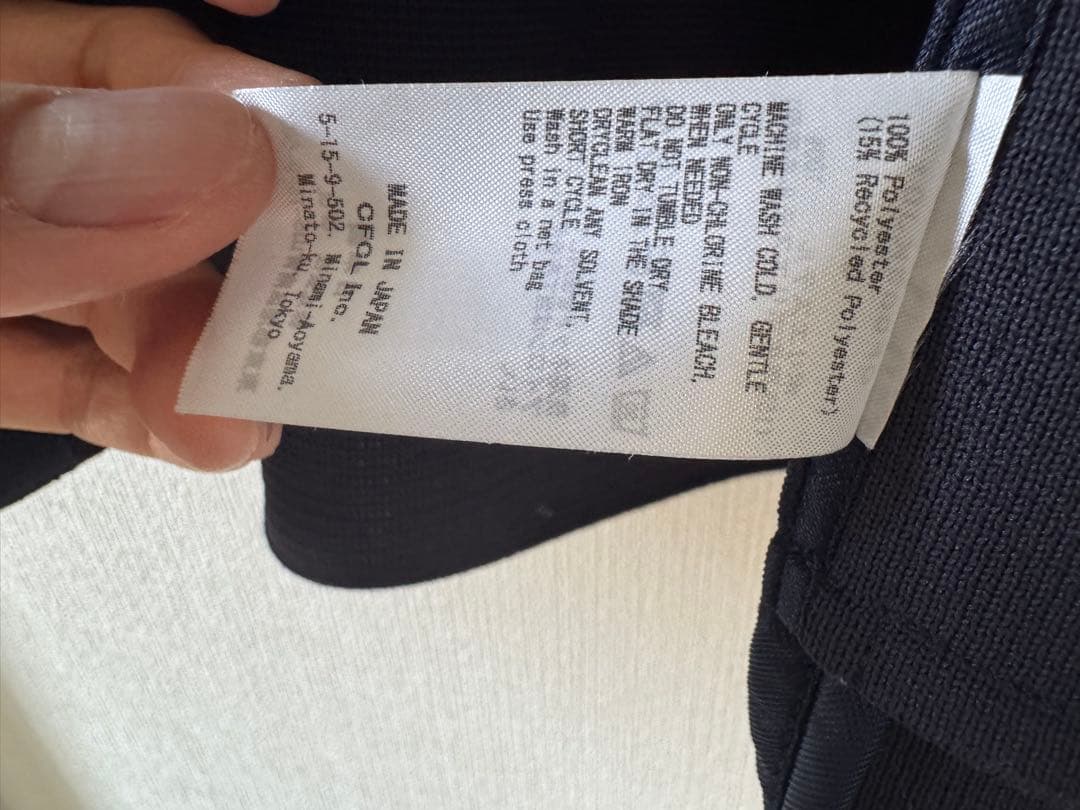 100% Polyester
(15% Recycled Polyester)
MACHINE WASH COLD, GENTLE
CYCLE
ONLY NON-CHLORINE BLEACH,
WHEN NEEDED
DO NOT TUMBLE DRY
FLAT DRY IN THE SHADE
WARM IRON
DRYCLEAN ANY SOLVENT,
SHORT CYCLE
Wash in a net bag
Use press cloth
MADE IN JAPAN
CFCL Inc.
5-15-9-502, Minami-Aoyama,
Minato-ku, Tokyo